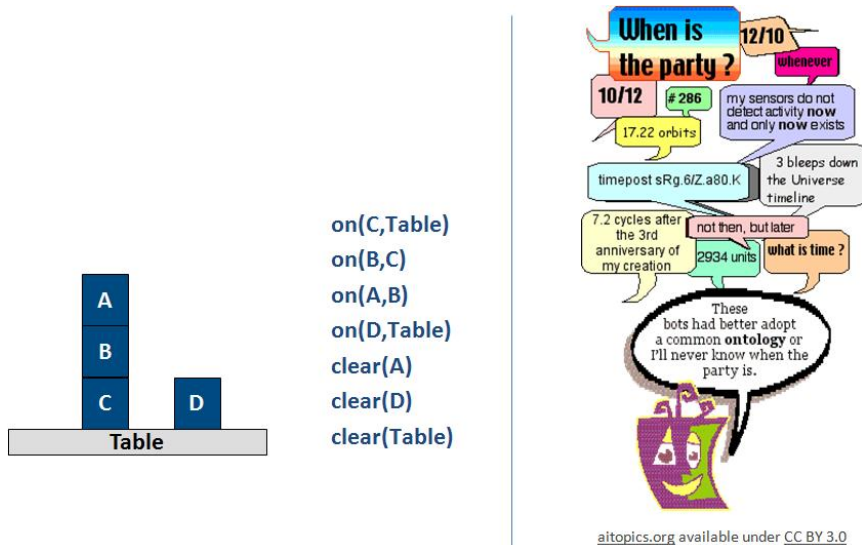 A
B
C
D
Table
on(C,Table)
on(B,C)
on(A,B)
on(D,Table)
clear(A)
clear(D)
clear(Table)
When is
the party ?
12/10
whenever
10/12
# 286
my sensors do not
detect activity now
and only now exists
17.22 orbits
3 bleeps down
the Universe
timeline
timepost sRg.6/Z.a80.K
7.2 cycles after
the 3rd
anniversary of
my creation
not then, but later
2934 units
what is time ?
These
bots had better adopt
a common ontology or
I'll never know when the
party is.
aitopics.org available under CC BY 3.0